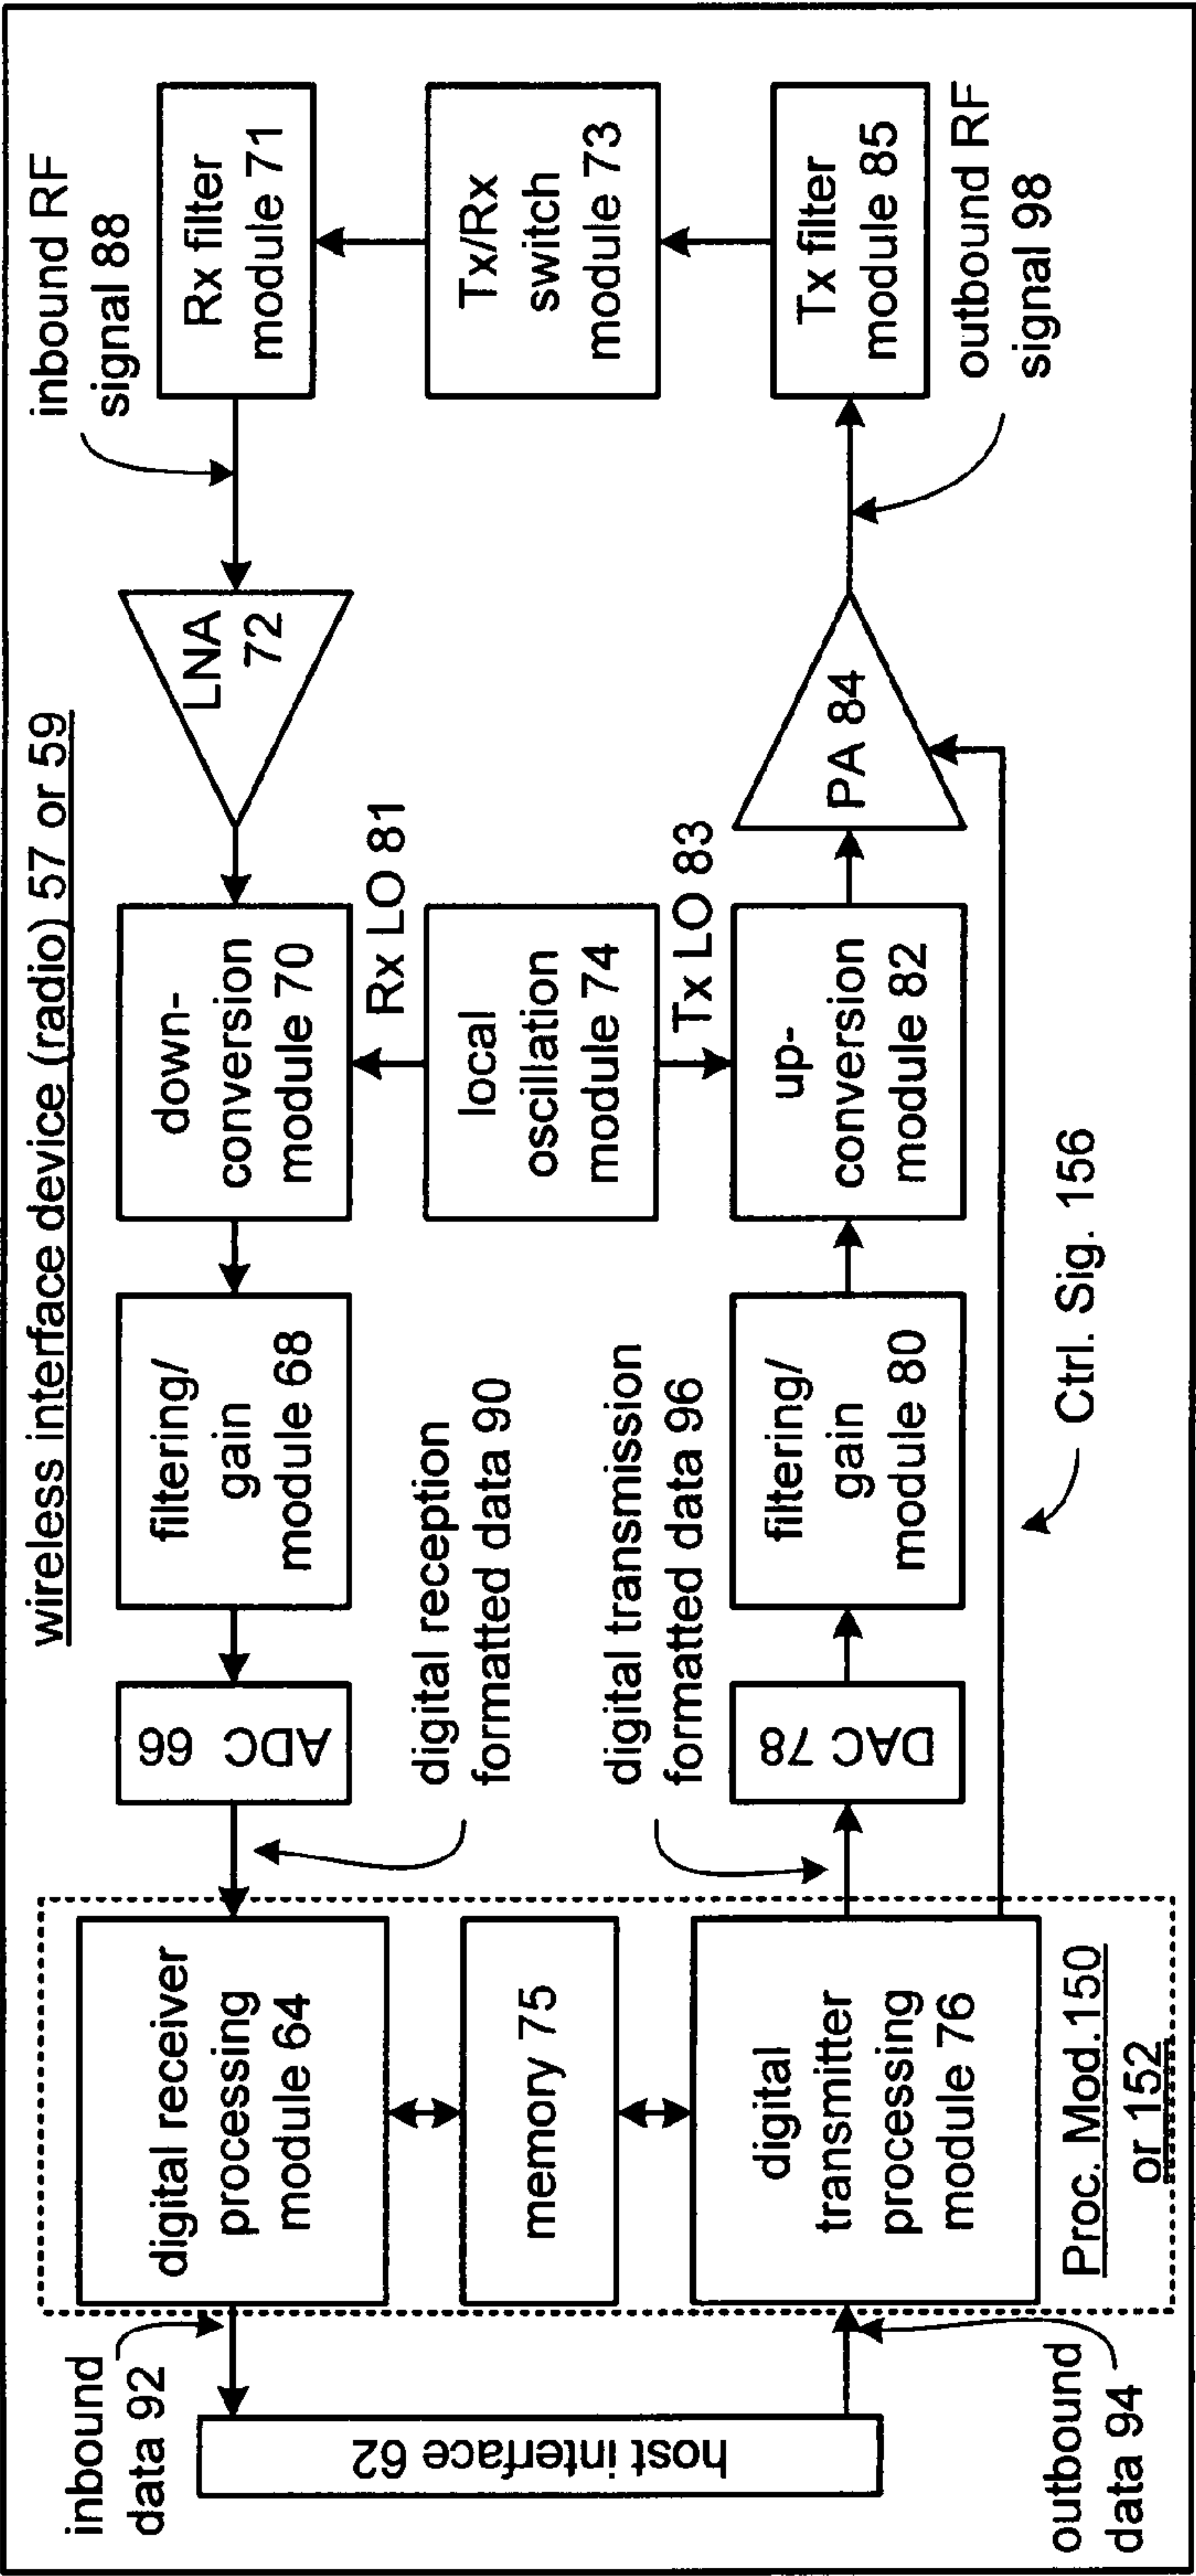 wireless interface device (radio) 57 or 59
inbound
data 92
host interface 62
outbound
data 94
digital receiver
processing
module 64
memory 75
digital
transmitter
processing
module 76
Proc. Mod.150
or 152
ADC 66
digital reception
formatted data 90
digital transmission
formatted data 96
DAC 78
filtering/
gain
module 68
filtering/
gain
module 80
Ctrl. Sig. 156
down-
conversion
module 70
Rx LO 81
local
oscillation
module 74
Tx LO 83
up-
conversion
module 82
LNA
72
PA 84
inbound RF
signal 88
Rx filter
module 71
Tx/Rx
switch
module 73
Tx filter
module 85
outbound RF
signal 98